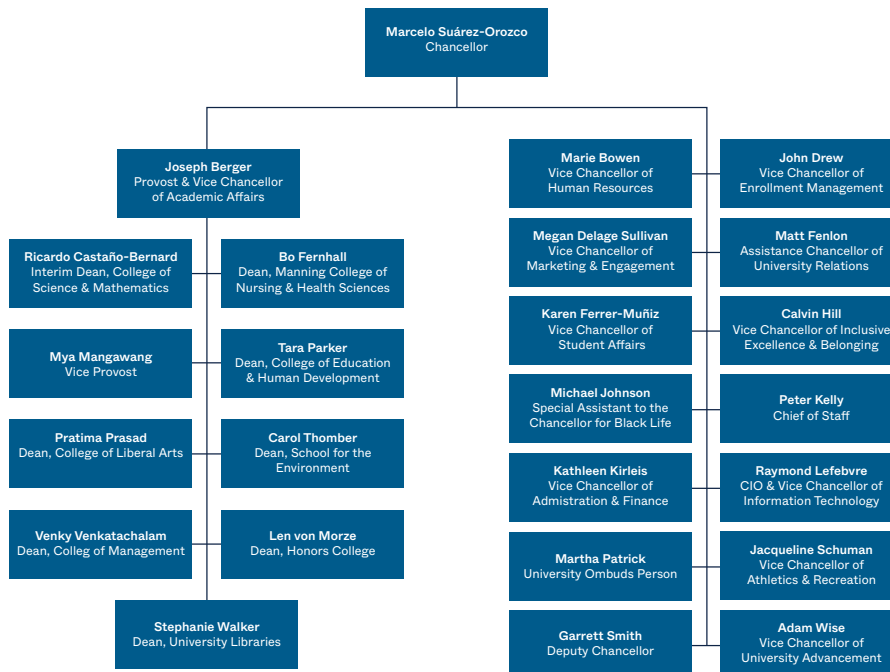 Marcelo Suárez-Orozco
Chancellor
Joseph Berger
Provost & Vice Chancellor
of Academic Affairs
Ricardo Castaño-Bernard
Interim Dean, College of
Science & Mathematics
Bo Fernhall
Dean, Manning College of
Nursing & Health Sciences
Mya Mangawang
Vice Provost
Tara Parker
Dean, College of Education
& Human Development
Pratima Prasad
Dean, College of Liberal Arts
Carol Thomber
Dean, School for the
Environment
Venky Venkatachalam
Dean, Colleg of Management
Len von Morze
Dean, Honors College
Stephanie Walker
Dean, University Libraries
Marie Bowen
Vice Chancellor of
Human Resources
John Drew
Vice Chancellor of
Enrollment Management
Megan Delage Sullivan
Vice Chancellor of
Marketing & Engagement
Matt Fenlon
Assistance Chancellor of
University Relations
Karen Ferrer-Muñiz
Vice Chancellor of
Student Affairs
Calvin Hill
Vice Chancellor of Inclusive
Excellence & Belonging
Michael Johnson
Special Assistant to the
Chancellor for Black Life
Peter Kelly
Chief of Staff
Kathleen Kirleis
Vice Chancellor of
Admistration & Finance
Raymond Lefebvre
CIO & Vice Chancellor of
Information Technology
Martha Patrick
University Ombuds Person
Jacqueline Schuman
Vice Chancellor of
Athletics & Recreation
Garrett Smith
Deputy Chancellor
Adam Wise
Vice Chancellor of
University Advancement